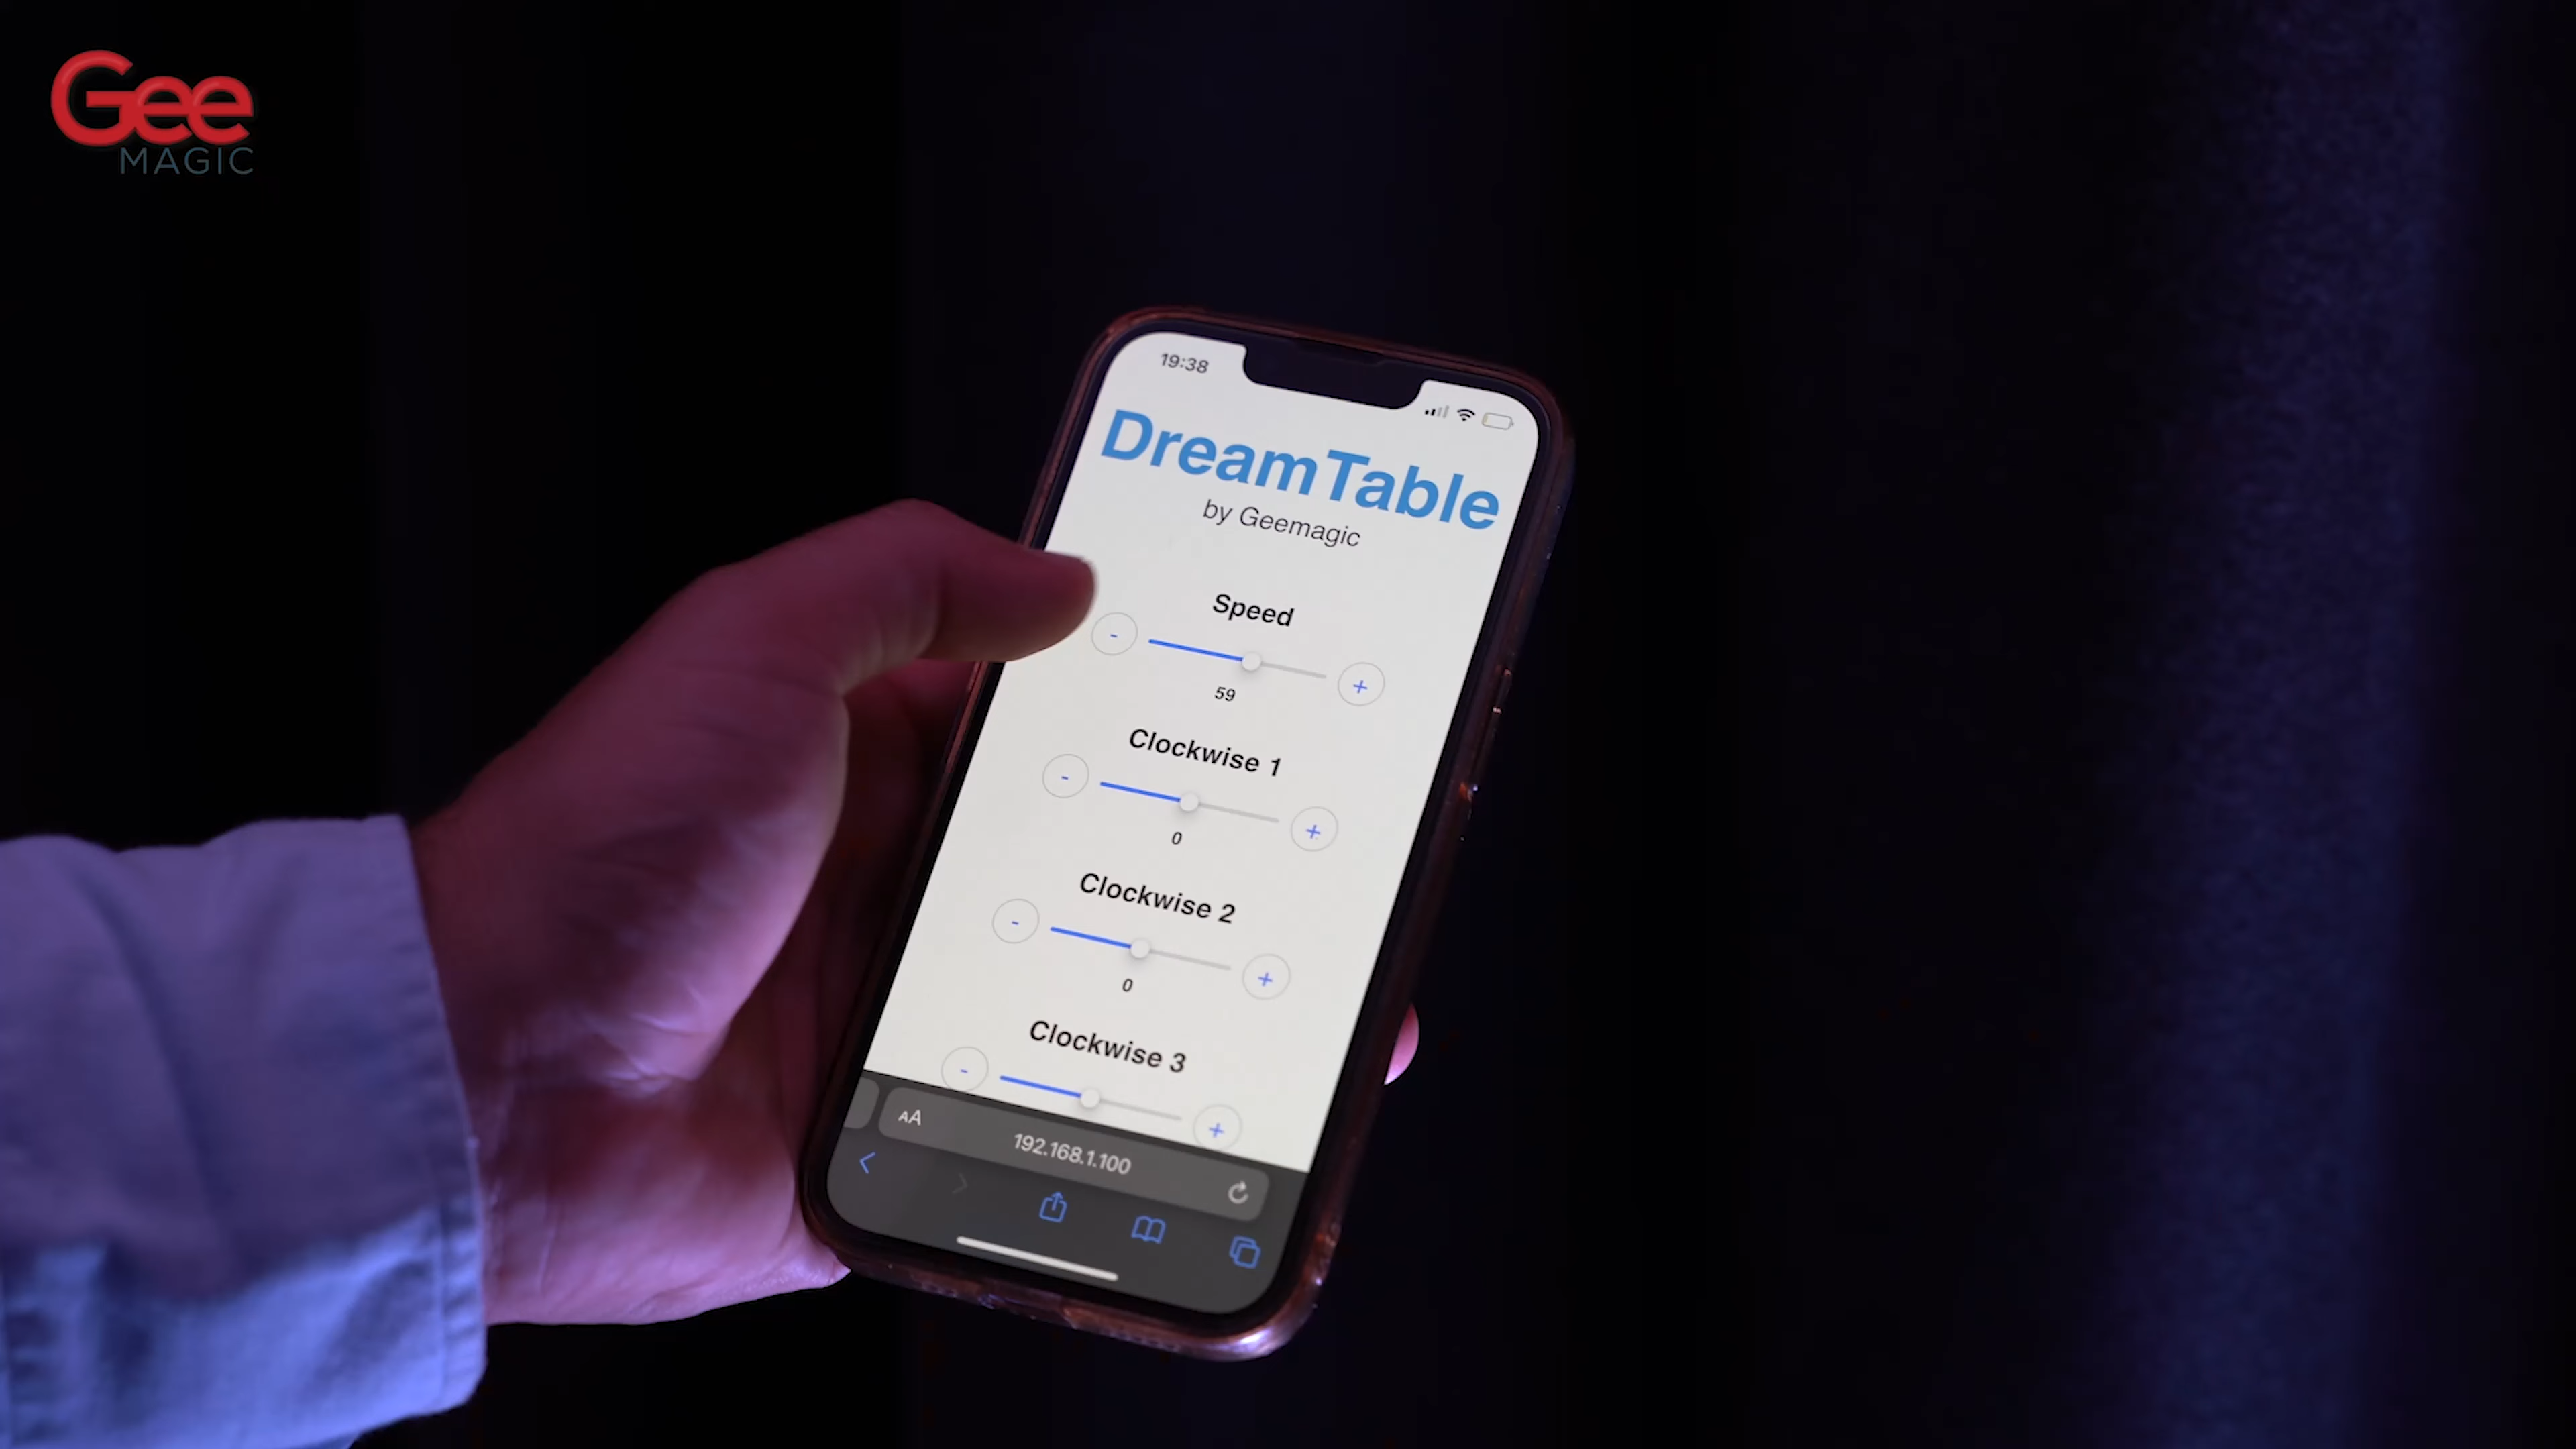 Gee
MAGIC
19:38
DreamTable
by Geemagic
Speed
- +
59
Clockwise 1
- +
0
Clockwise 2
- +
0
Clockwise 3
- +
AA 192.168.1.100